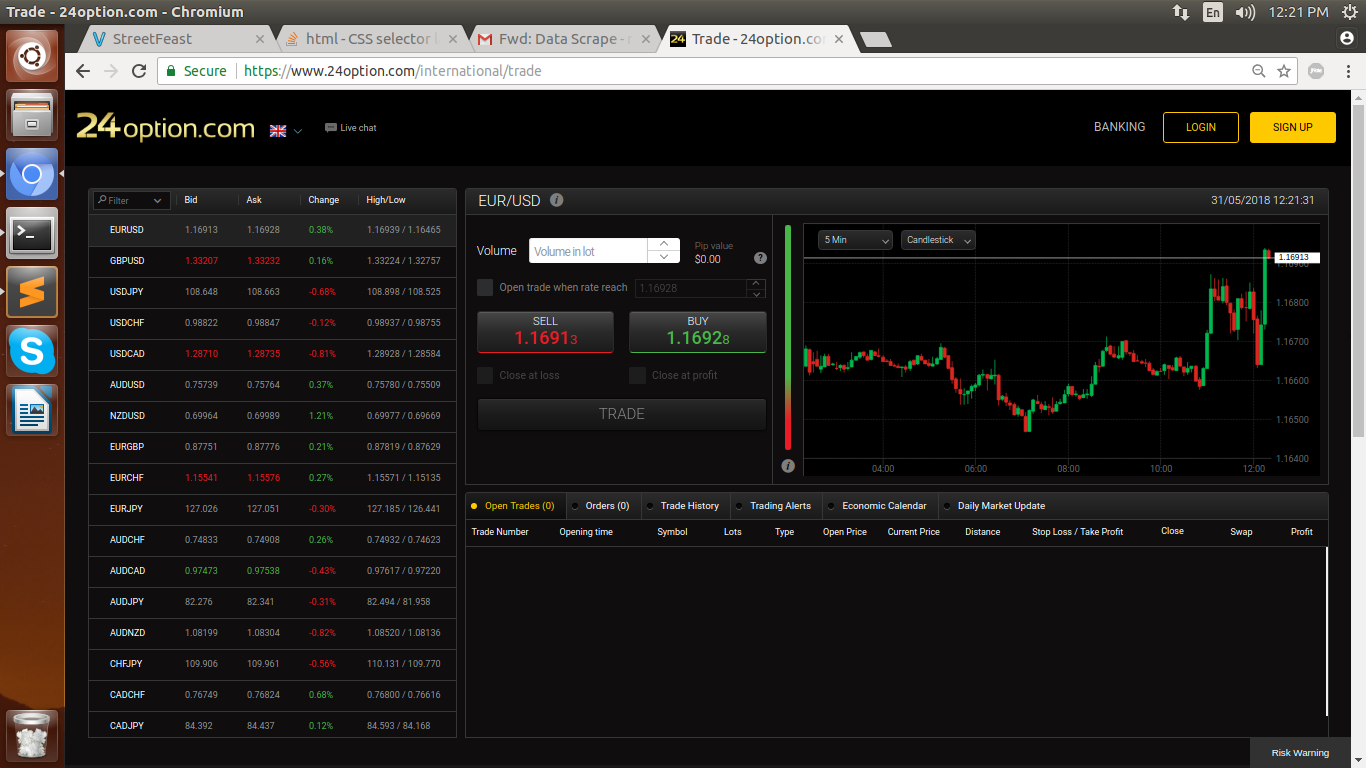 Trade - 24option.com - Chromium
En
12:21 PM
StreetFeast
html - CSS selector
Fwd: Data Scrape -
24
Trade - 24option.co
Secure
https://www.24option.com/international/trade
24option.com
Live chat
BANKING
LOGIN
SIGN UP
Filter Bid Ask Change High/Low
EURUSD 1.16913 1.16928 0.38% 1.16939 / 1.16465
GBPUSD 1.33207 1.33232 0.16% 1.33224 / 1.32757
USDJPY 108.648 108.663 -0.68% 108.898 / 108.525
USDCHF 0.98822 0.98847 -0.12% 0.98937 / 0.98755
USDCAD 1.28710 1.28735 -0.81% 1.28928 / 1.28584
AUDUSD 0.75739 0.75764 0.37% 0.75780 / 0.75509
NZDUSD 0.69964 0.69989 1.21% 0.69977 / 0.69669
EURGBP 0.87751 0.87776 0.21% 0.87819 / 0.87629
EURCHF 1.15541 1.15576 0.27% 1.15571 / 1.15135
EURJPY 127.026 127.051 -0.30% 127.185 / 126.441
AUDCHF 0.74833 0.74908 0.26% 0.74932 / 0.74623
AUDCAD 0.97473 0.97538 -0.43% 0.97617 / 0.97220
AUDJPY 82.276 82.341 -0.31% 82.494 / 81.958
AUDNZD 1.08199 1.08304 -0.82% 1.08520 / 1.08136
CHFJPY 109.906 109.961 -0.56% 110.131 / 109.770
CADCHF 0.76749 0.76824 0.68% 0.76800 / 0.76616
CADJPY 84.392 84.437 0.12% 84.593 / 84.168
EUR/USD i
31/05/2018 12:21:31
Volume
Volume in lot
Pip value
$0.00
?
Open trade when rate reach
1.16928
SELL
1.16913
BUY
1.16928
Close at loss
Close at profit
TRADE
i
5 Min
Candlestick
1.16913
1.16800
1.16700
1.16600
1.16500
1.16400
04:00 06:00 08:00 10:00 12:00
Open Trades (0) Orders (0) Trade History Trading Alerts Economic Calendar Daily Market Update
Trade Number Opening time Symbol Lots Type Open Price Current Price Distance Stop Loss / Take Profit Close Swap Profit
Risk Warning